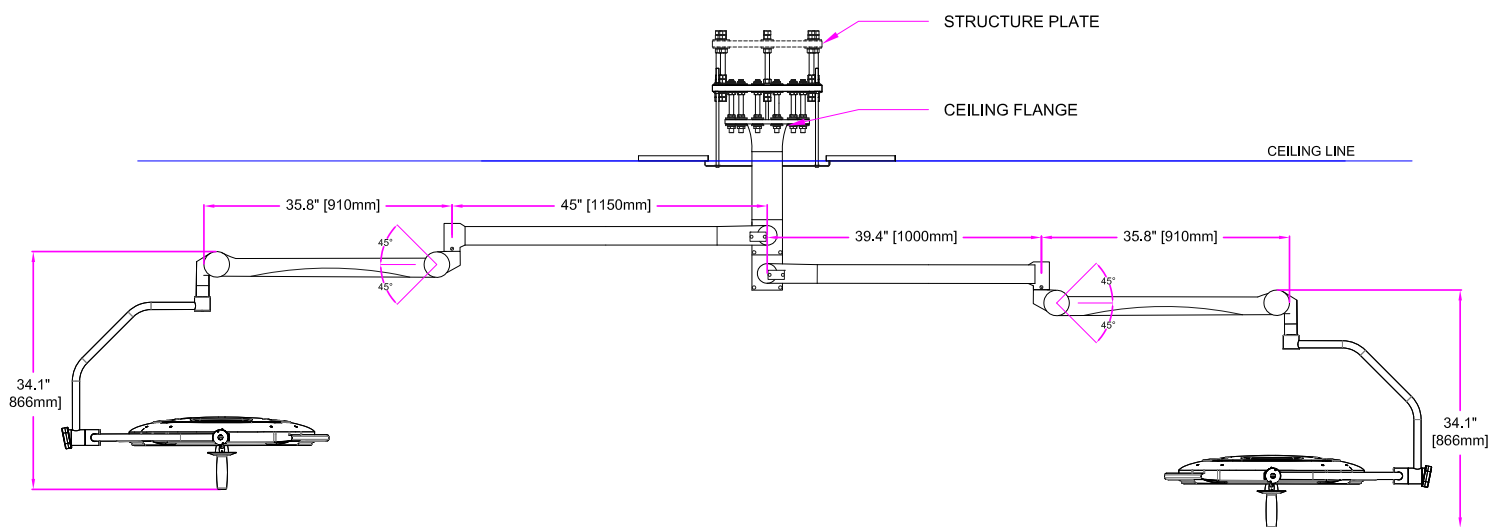 STRUCTURE PLATE
CEILING FLANGE
CEILING LINE
35.8" [910mm]
45" [1150mm]
39.4" [1000mm]
35.8" [910mm]
45°
45°
45°
45°
34.1"
866mm]
34.1"
[866mm]